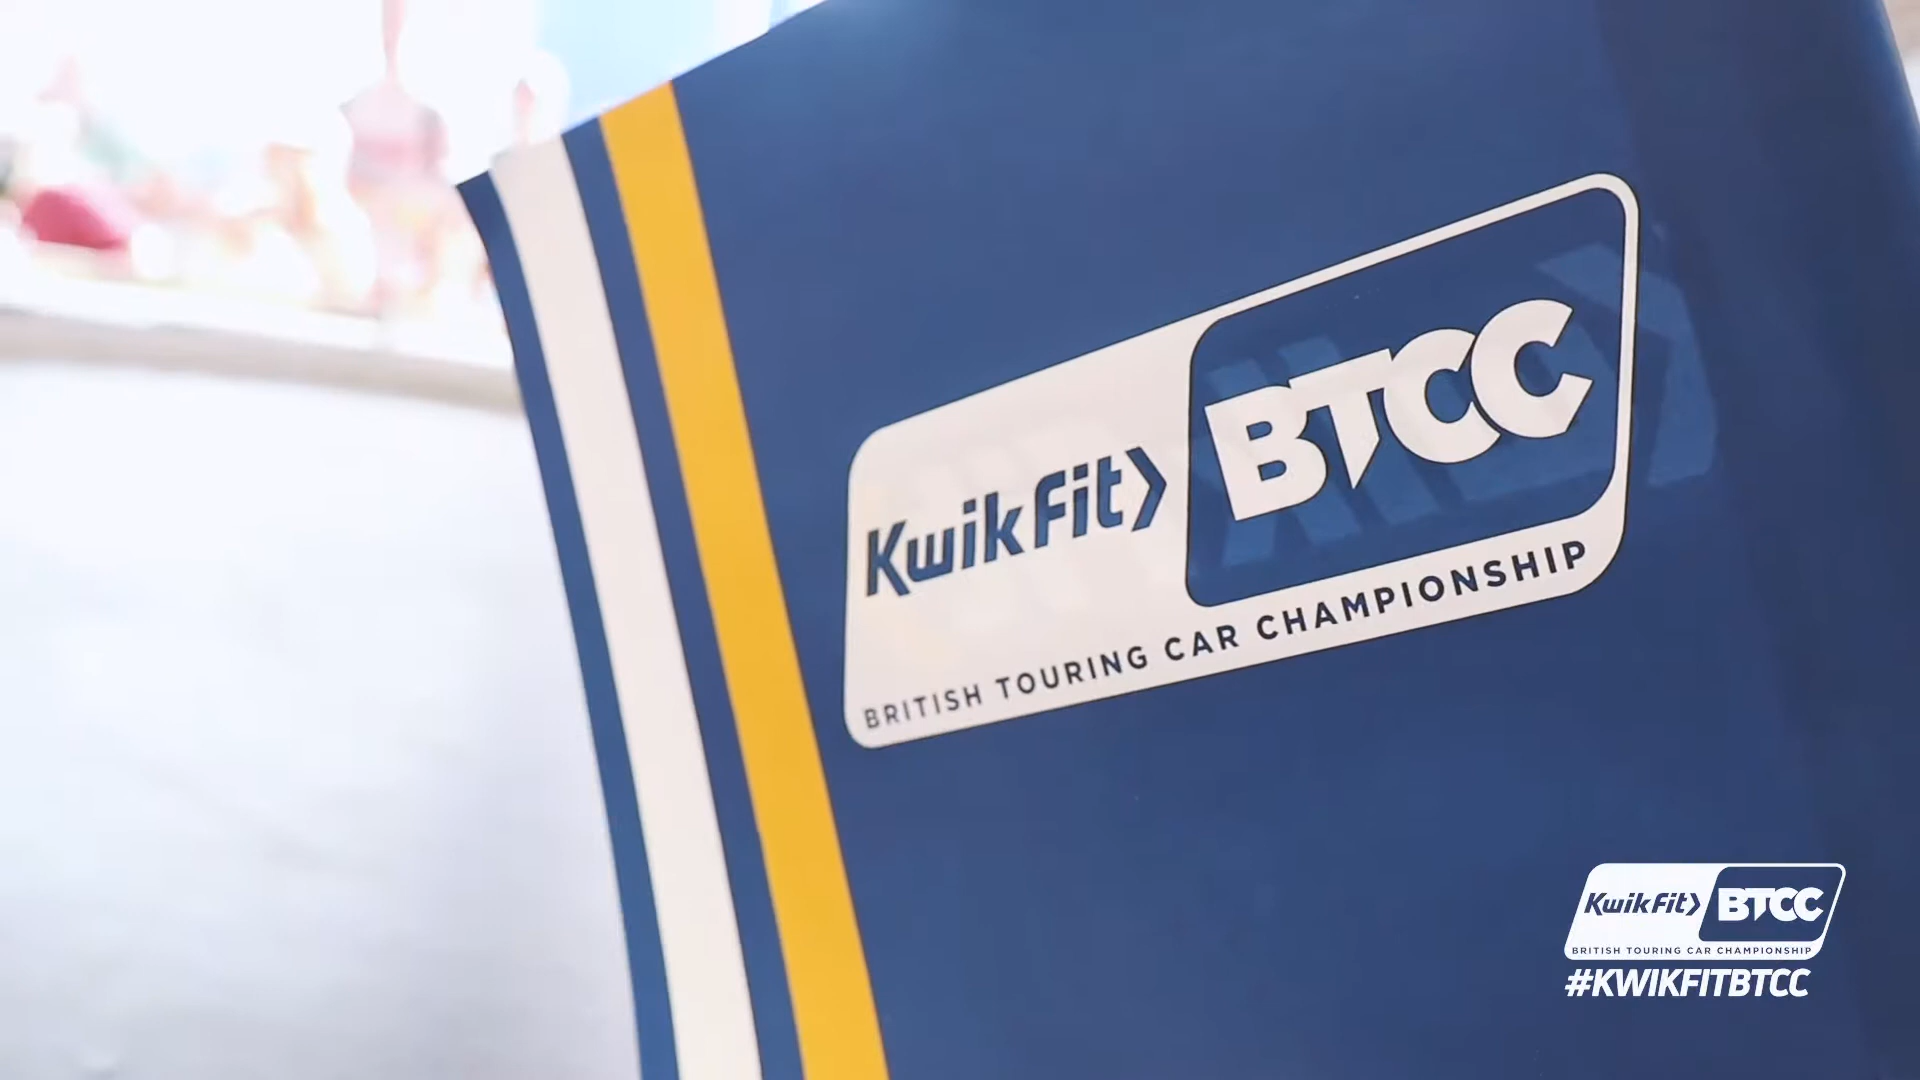 KwikFit BTCC
BRITISH TOURING CAR CHAMPIONSHIP
KwikFit BTCC
BRITISH TOURING CAR CHAMPIONSHIP
#KWIKFITBTCC